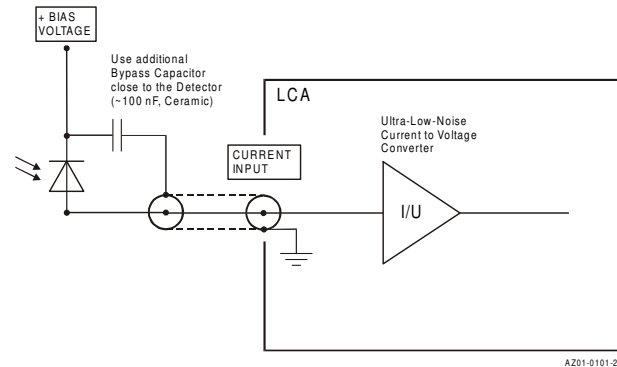 + BIAS
VOLTAGE
Use additional
Bypass Capacitor
close to the Detector
(~100 nF, Ceramic)
LCA
Ultra-Low-Noise
Current to Voltage
Converter
CURRENT
INPUT
I/U
AZ01-0101-2